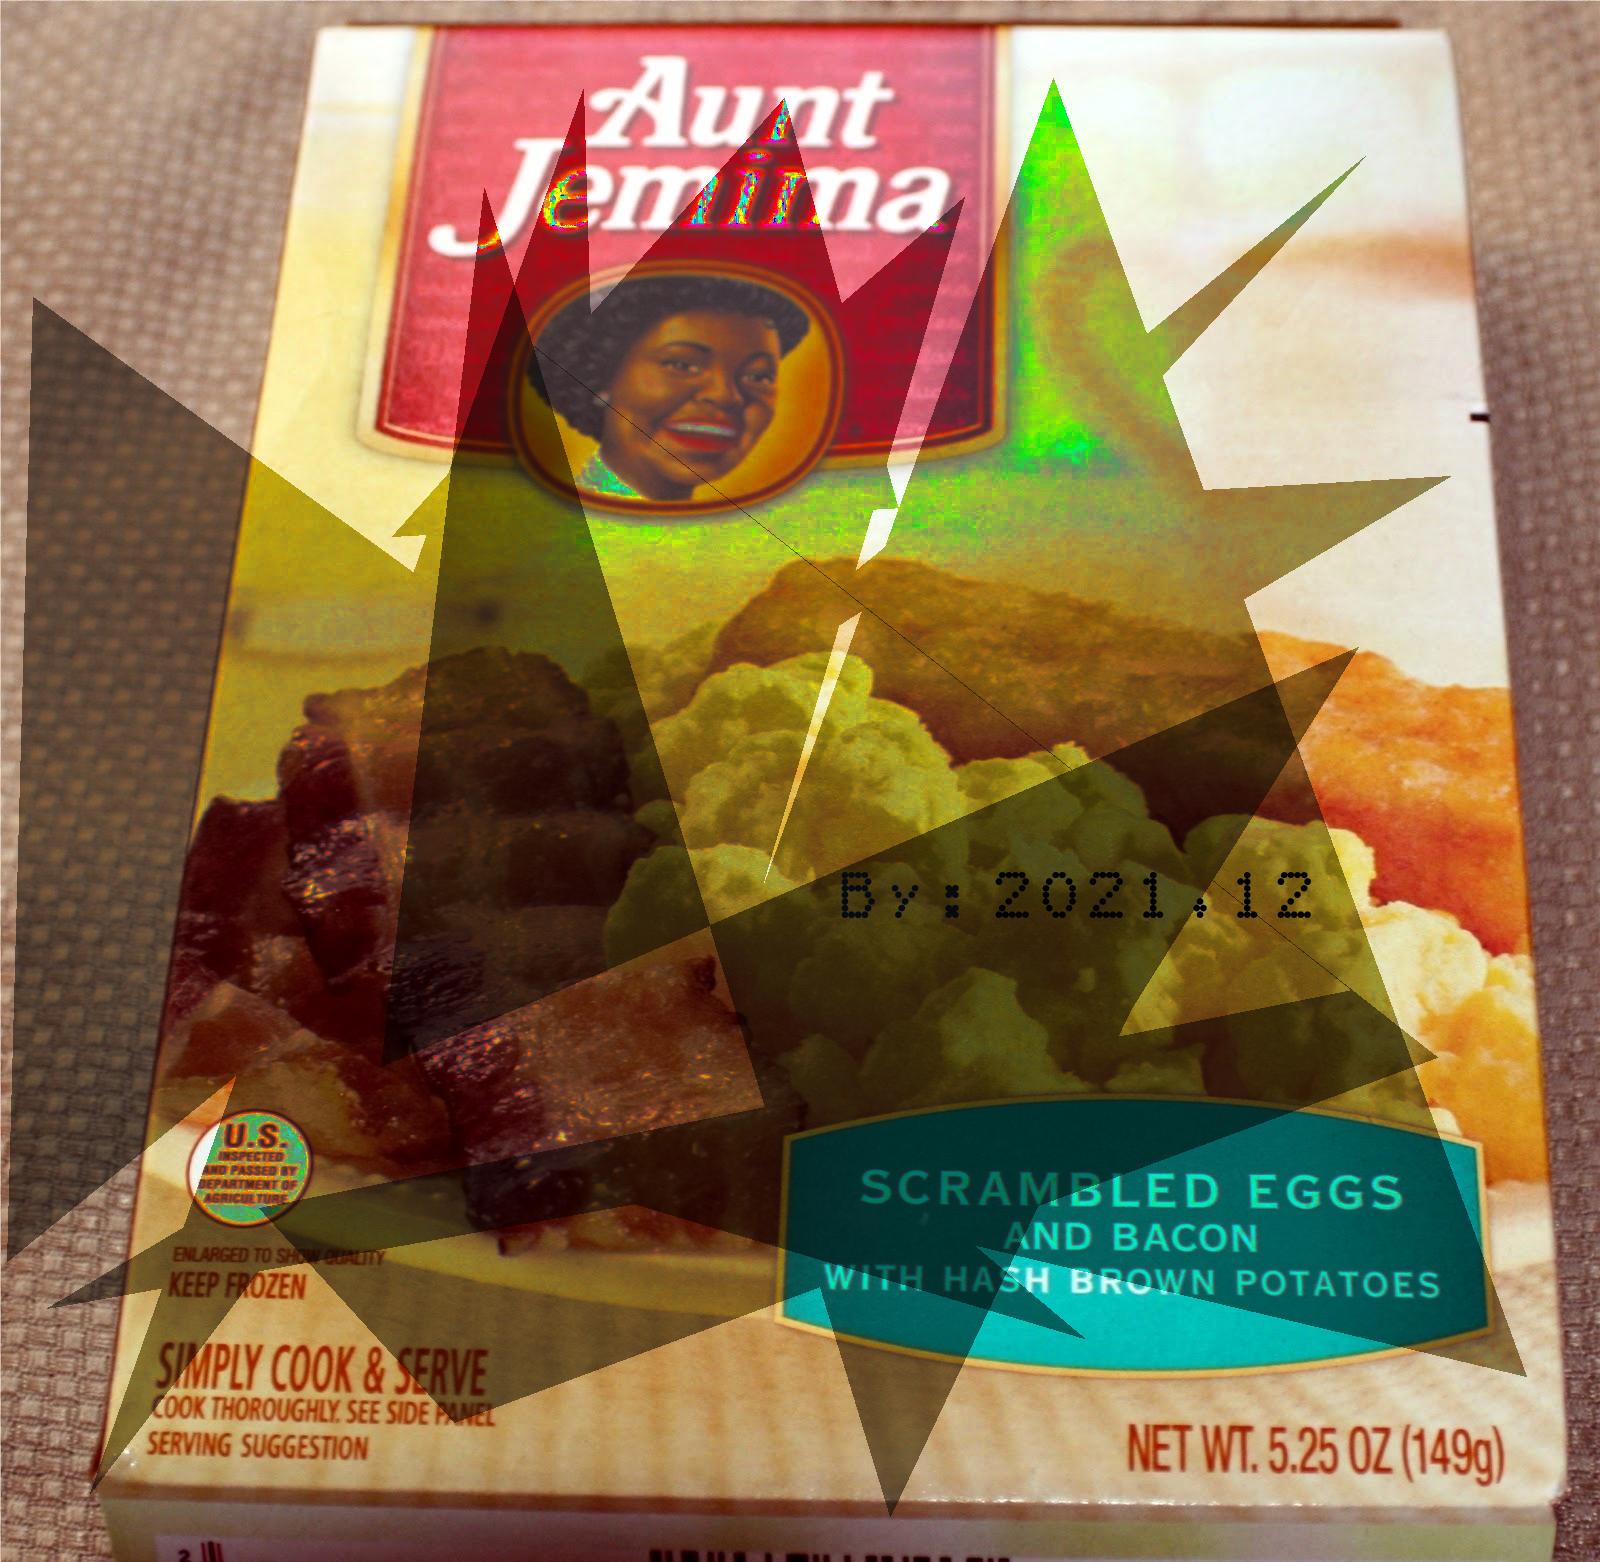 Aunt
Jemima
By:2021.12
U.S.
INSPECTED
AND PASSED BY
DEPARTMENT OF
AGRICULTURE
SCRAMBLED EGGS
AND BACON
WITH HASH BROWN POTATOES
ENLARGED TO SHOW QUALITY
KEEP FROZEN
SIMPLY COOK & SERVE
COOK THOROUGHLY. SEE SIDE PANEL
SERVING SUGGESTION
NET WT. 5.25 OZ (149g)
2